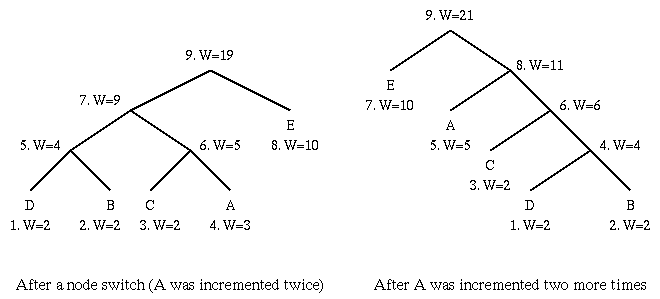 9. W=19
7. W=9
E
8. W=10
5. W=4
6. W=5
D
B
C
A
1. W=2
2. W=2
3. W=2
4. W=3
After a node switch (A was incremented twice)
9. W=21
8. W=11
E
7. W=10
6. W=6
A
5. W=5
4. W=4
C
3. W=2
D
B
1. W=2
2. W=2
After A was incremented two more times